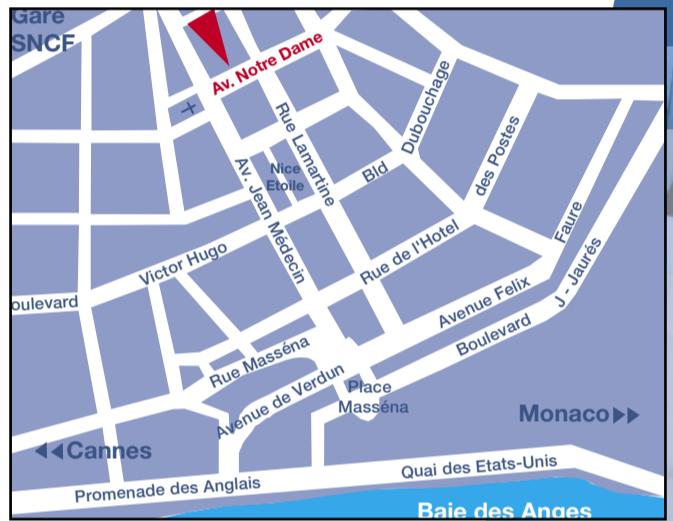 Gare
SNCF
Av. Notre Dame
Dubouchage
Rue Lamartine
des Postes
Nice
Etoile
Bld
Av. Jean Médecin
Faure
Rue de l'Hotel
Victor Hugo
J - Jaurés
oulevard
Avenue Felix
Boulevard
Rue Masséna
Avenue de Verdun
Place
Masséna
Monaco
Cannes
Quai des Etats-Unis
Promenade des Anglais
Baie des Anges